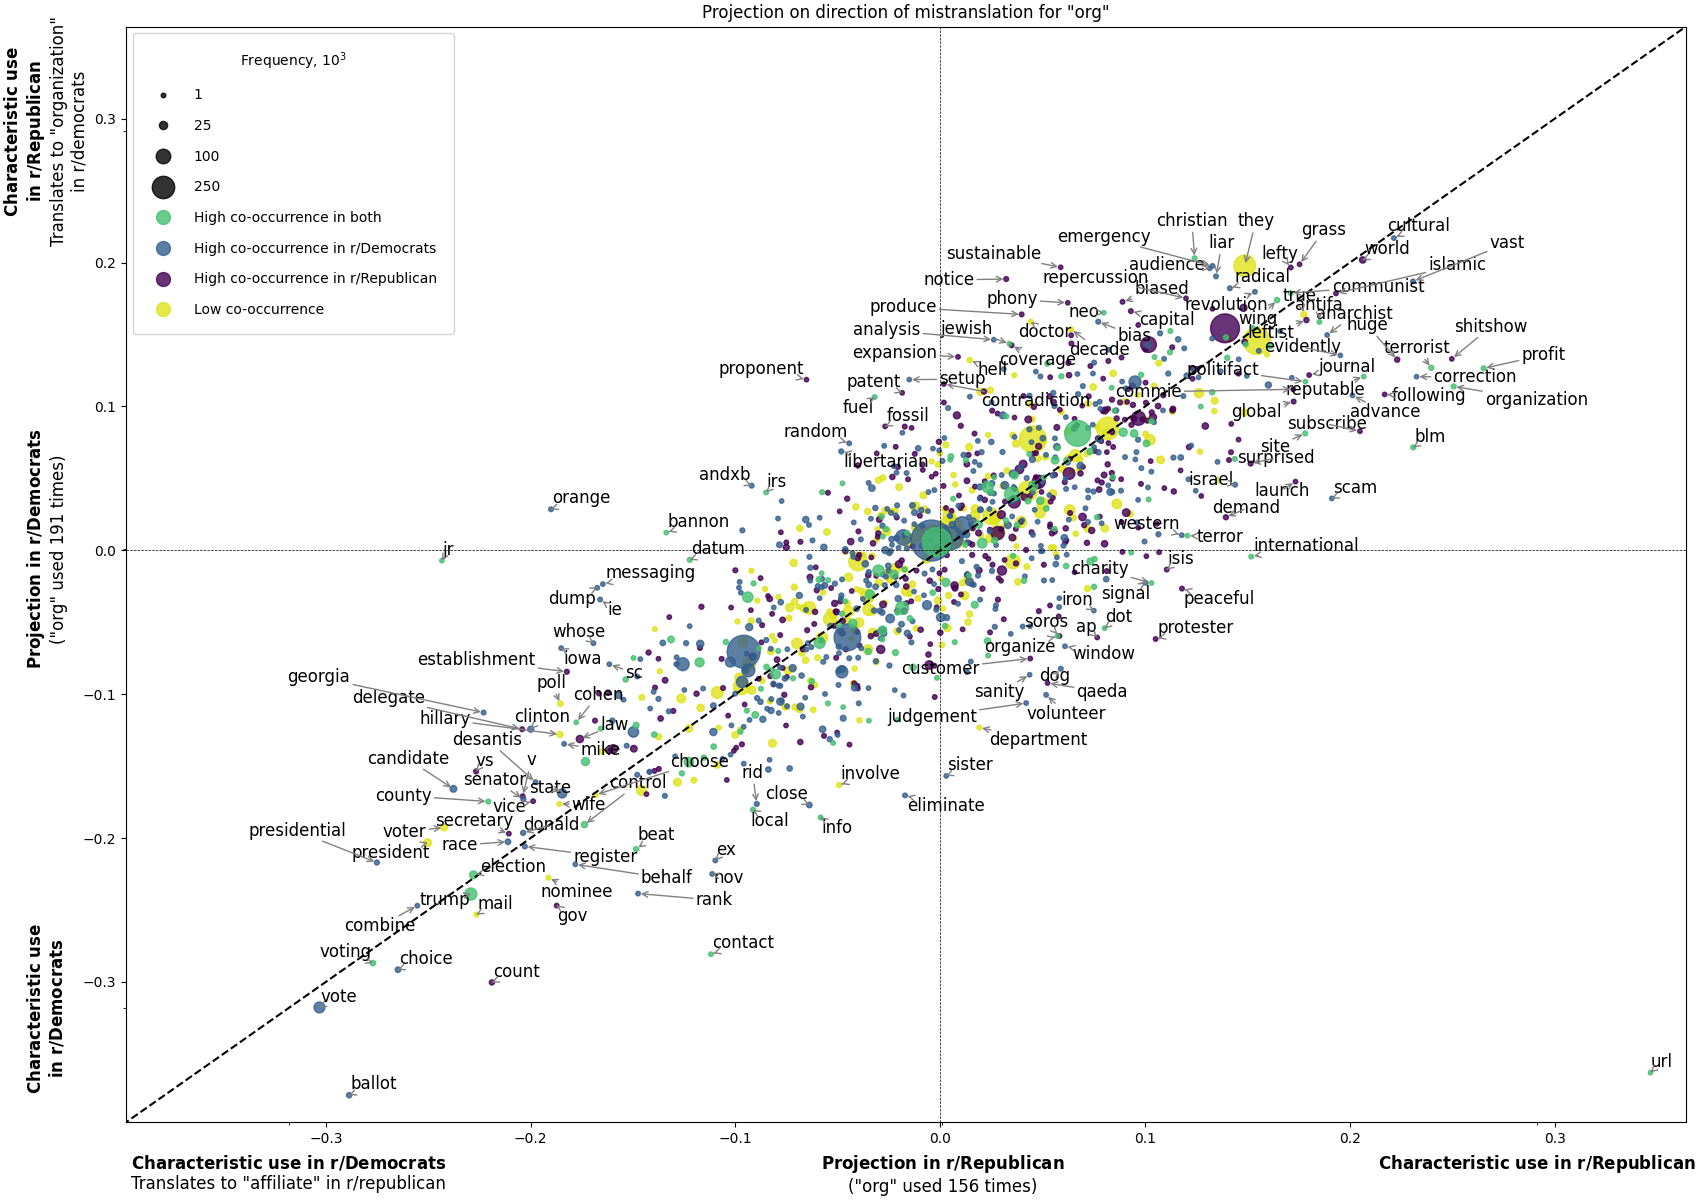 Projection on direction of mistranslation for "org"
Characteristic use
in r/Republican
Translates to "organization"
in r/democrats
Projection in r/Democrats
("org" used 191 times)
Characteristic use
in r/Democrats
0.3
0.2
0.1
0.0
−0.1
−0.2
−0.3
Frequency, 10³
1
25
100
250
High co-occurrence in both
High co-occurrence in r/Democrats
High co-occurrence in r/Republican
Low co-occurrence
christian they
emergency liar grass cultural
sustainable audience lefty world vast
notice repercussion radical islamic
phony biased true communist
produce neo capital revolution antifa
analysis jewish doctor bias wing anarchist huge shitshow
expansion coverage decade leftist evidently terrorist profit
proponent hell politifact journal
patent setup commie reputable correction
fuel contradiction following organization
fossil global advance
random subscribe blm
libertarian site
andxb irs surprised
orange israel launch scam
bannon western demand
jr datum terror international
messaging charity isis
dump ie signal peaceful
whose iron
soros ap dot protester
establishment iowa organize window
georgia sc customer dog
delegate poll cohen sanity qaeda
hillary clinton law judgement volunteer
desantis mike department
candidate vs v choose rid sister
senator state control involve
county vice wife close eliminate
presidential secretary local info
voter donald beat
president race register ex
election behalf nov
trump nominee rank
combine mail gov
voting choice contact
count
vote
ballot
url
−0.3
−0.2
−0.1
0.0
0.1
0.2
0.3
Characteristic use in r/Democrats
Translates to "affiliate" in r/republican
Projection in r/Republican
("org" used 156 times)
Characteristic use in r/Republican